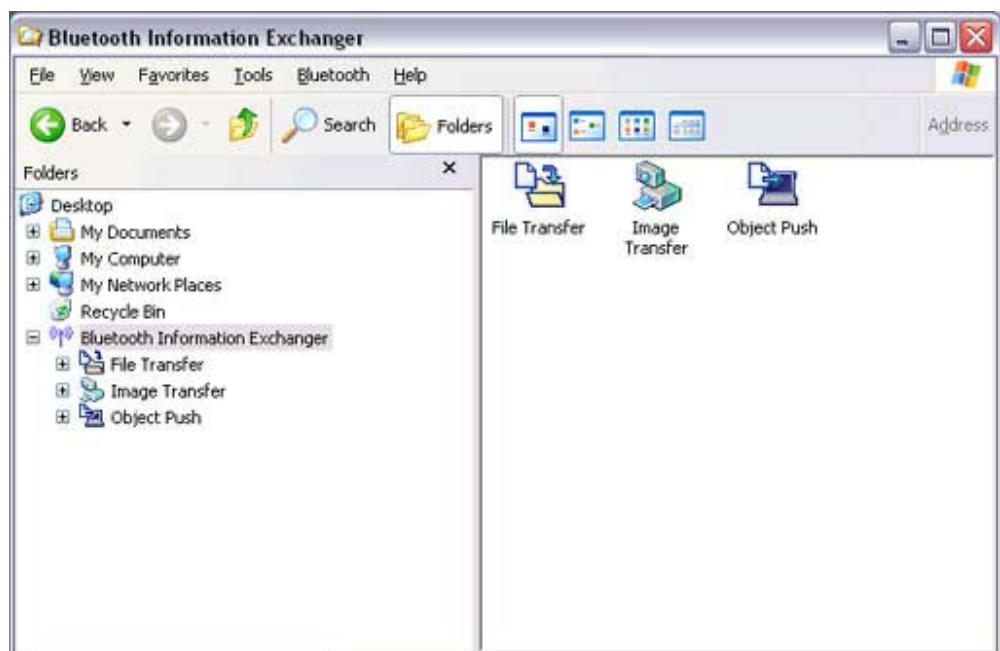 Bluetooth Information Exchanger
File View Favorites Tools Bluetooth Help
Back Search Folders Address
Folders
Desktop
My Documents
My Computer
My Network Places
Recycle Bin
Bluetooth Information Exchanger
File Transfer
Image Transfer
Object Push
File Transfer
Image
Transfer
Object Push